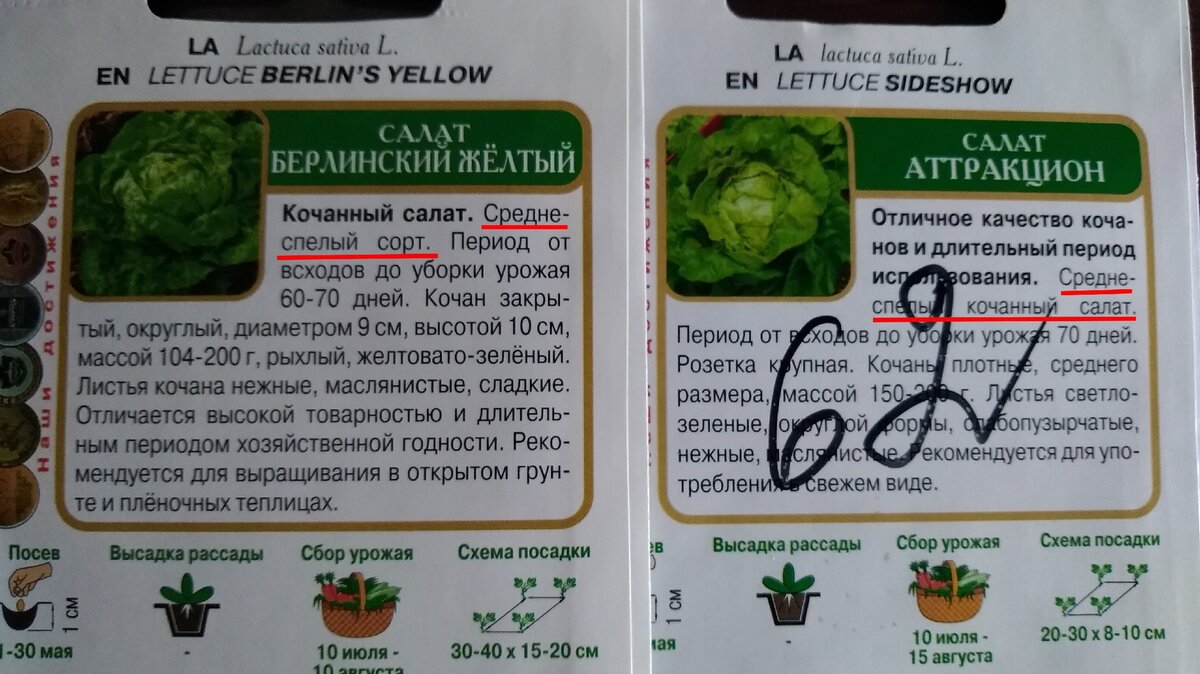 LA Lactuca sativa L.
EN LETTUCE BERLIN'S YELLOW
САЛАТ
БЕРЛИНСКИЙ ЖЁЛТЫЙ
Кочанный салат. Средне-
спелый сорт. Период от
всходов до уборки урожая
60-70 дней. Кочан закры-
тый, округлый, диаметром 9 см, высотой 10 см,
массой 104-200 г, рыхлый, желтовато-зелёный.
Листья кочана нежные, маслянистые, сладкие.
Отличается высокой товарностью и длитель-
ным периодом хозяйственной годности. Реко-
мендуется для выращивания в открытом грун-
те и плёночных теплицах.
Наши достижения
Посев
Высадка рассады
Сбор урожая
Схема посадки
1 см
-30 мая
-
10 июля -
10 августа
30-40 х 15-20 см
LA lactuca sativa L.
EN LETTUCE SIDESHOW
САЛАТ
АТТРАКЦИОН
Отличное качество коча-
нов и длительный период
использования. Средне-
спелый кочанный салат.
Период от всходов до уборки урожая 70 дней.
Розетка крупная. Кочаны плотные, среднего
размера, массой 150-200 г. Листья светло-
зеленые, округлой формы, слабопузырчатые,
нежные, маслянистые. Рекомендуется для упо-
требления в свежем виде.
62
ев
Высадка рассады
Сбор урожая
Схема посадки
1 см
мая
-
10 июля -
15 августа
20-30 х 8-10 см